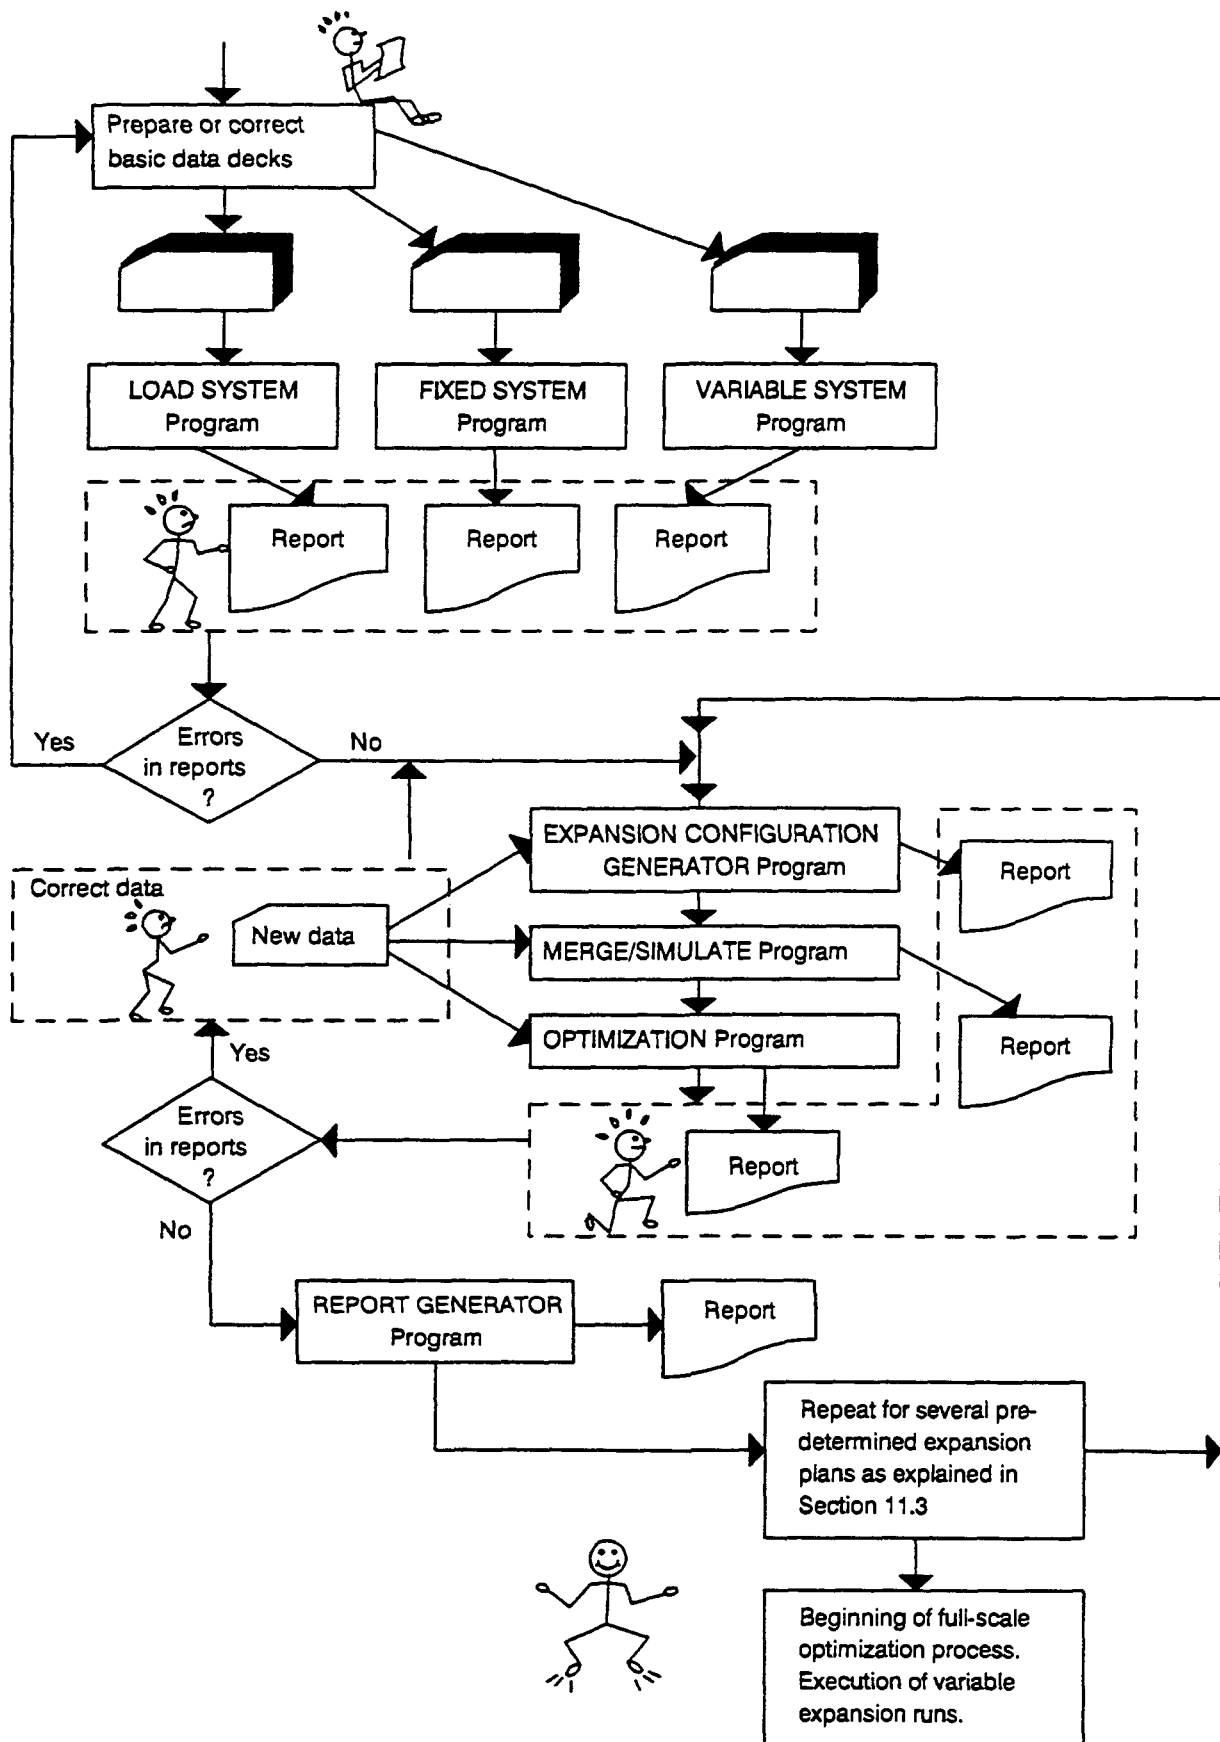 Prepare or correct
basic data decks
LOAD SYSTEM
Program
FIXED SYSTEM
Program
VARIABLE SYSTEM
Program
Report
Report
Report
Yes
Errors
in reports
?
No
EXPANSION CONFIGURATION
GENERATOR Program
Report
Correct data
New data
MERGE/SIMULATE Program
OPTIMIZATION Program
Report
Yes
Errors
in reports
?
Report
No
REPORT GENERATOR
Program
Report
Repeat for several pre-
determined expansion
plans as explained in
Section 11.3
Beginning of full-scale
optimization process.
Execution of variable
expansion runs.